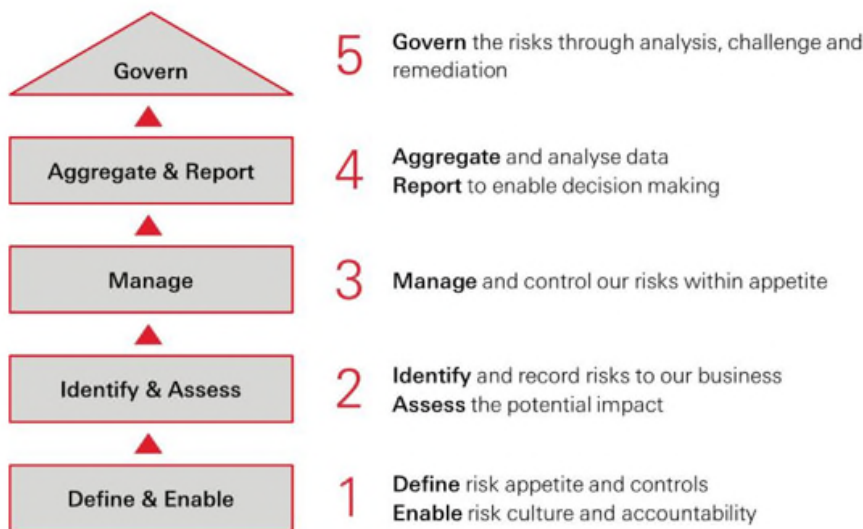 Govern
5
Govern the risks through analysis, challenge and
remediation
Aggregate & Report
4
Aggregate and analyse data
Report to enable decision making
Manage
3
Manage and control our risks within appetite
Identify & Assess
2
Identify and record risks to our business
Assess the potential impact
Define & Enable
1
Define risk appetite and controls
Enable risk culture and accountability